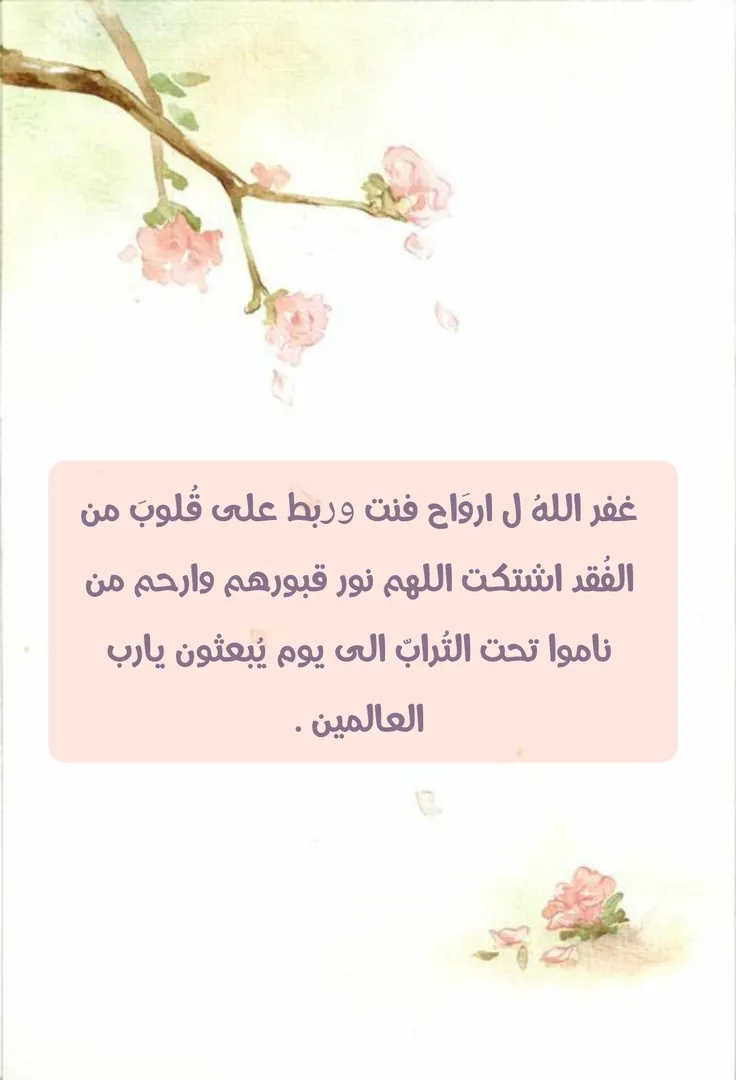 غفر اللهُ ل اروَاح فنت وربط على قُلوبَ من
الفُقد اشتكت اللهم نور قبورهم وارحم من
ناموا تحت التُرابّ الى يوم يُبعثون يارب
العالمين .